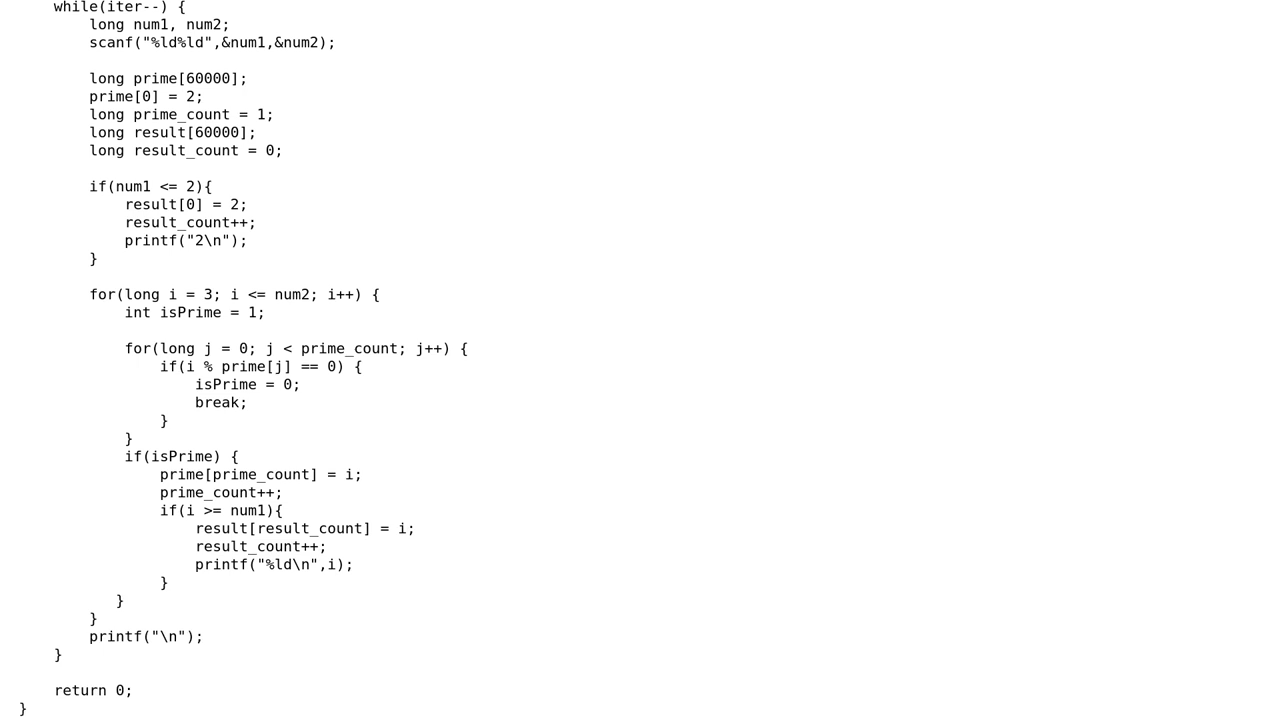 while(iter--) {
long num1, num2;
scanf("%ld%ld",&num1,&num2);
long prime[60000];
prime[0] = 2;
long prime_count = 1;
long result[60000];
long result_count = 0;
if(num1 <= 2){
result[0] = 2;
result_count++;
printf("2\n");
}
for(long i = 3; i <= num2; i++) {
int isPrime = 1;
for(long j = 0; j < prime_count; j++) {
if(i % prime[j] == 0) {
isPrime = 0;
break;
}
}
if(isPrime) {
prime[prime_count] = i;
prime_count++;
if(i >= num1){
result[result_count] = i;
result_count++;
printf("%ld\n",i);
}
}
}
printf("\n");
}
return 0;
}